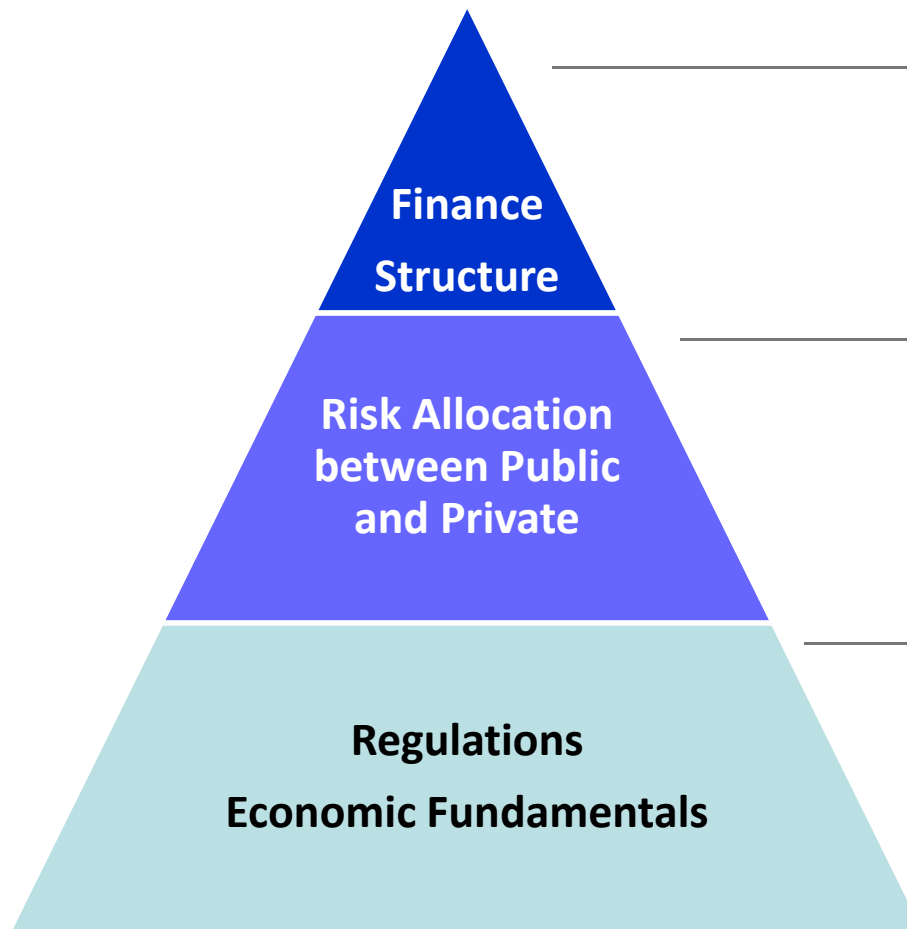 Finance
Structure
Risk Allocation
between Public
and Private
Regulations
Economic Fundamentals